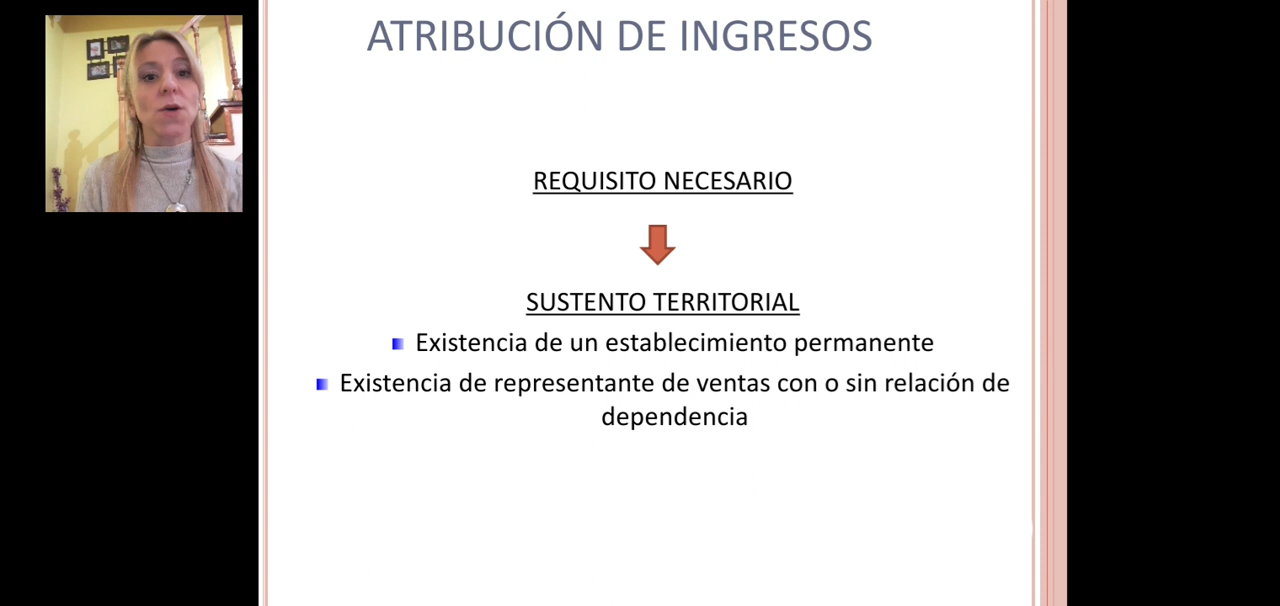 ATRIBUCIÓN DE INGRESOS
REQUISITO NECESARIO
SUSTENTO TERRITORIAL
Existencia de un establecimiento permanente
Existencia de representante de ventas con o sin relación de
dependencia